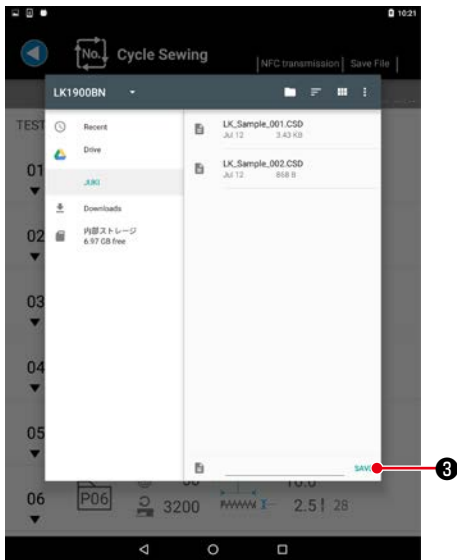 10:21
No. Cycle Sewing
NFC transmission Save File
LK1900BN
TEST
Recent
Drive
JUKI
Downloads
内部ストレージ
6.97 GB free
LK_Sample_001.CSD
Jul 12 3.43 KB
LK_Sample_002.CSD
Jul 12 868 B
01
02
03
04
05
SAVE
❸
06
P06
3200
2.5
28